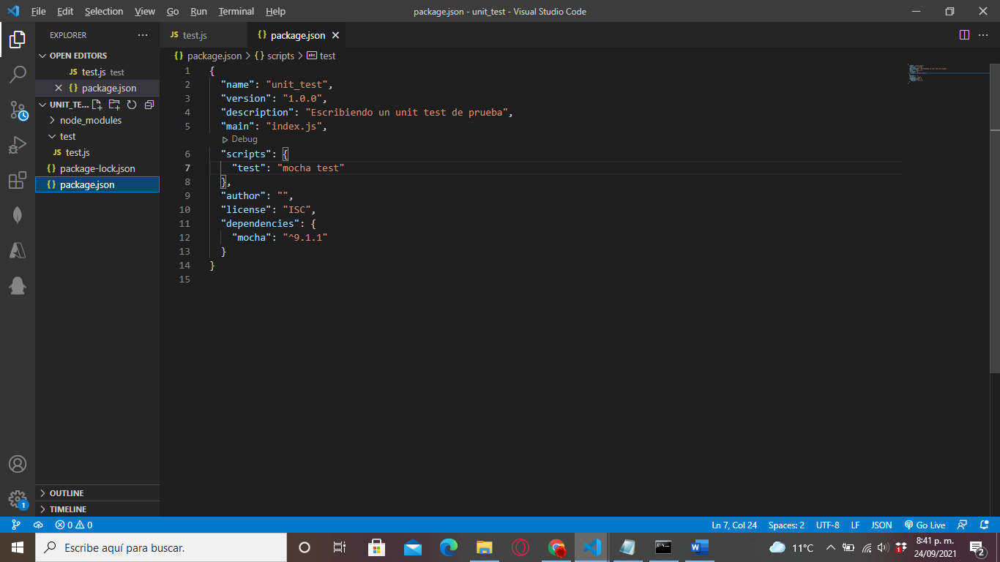 File Edit Selection View Go Run Terminal Help
package.json - unit_test - Visual Studio Code
EXPLORER
OPEN EDITORS
JS test.js test
{} package.json
UNIT_TE...
node_modules
test
JS test.js
{} package-lock.json
{} package.json
OUTLINE
TIMELINE
JS test.js
{} package.json
{} package.json > {} scripts > abc test
1 {
2 "name": "unit_test",
3 "version": "1.0.0",
4 "description": "Escribiendo un unit test de prueba",
5 "main": "index.js",
Debug
6 "scripts": {
7 "test": "mocha test"
8 },
9 "author": "",
10 "license": "ISC",
11 "dependencies": {
12 "mocha": "^9.1.1"
13 }
14 }
15
1
0 0
Ln 7, Col 24 Spaces: 2 UTF-8 LF JSON Go Live
Escribe aquí para buscar.
11°C
8:41 p. m.
24/09/2021
2